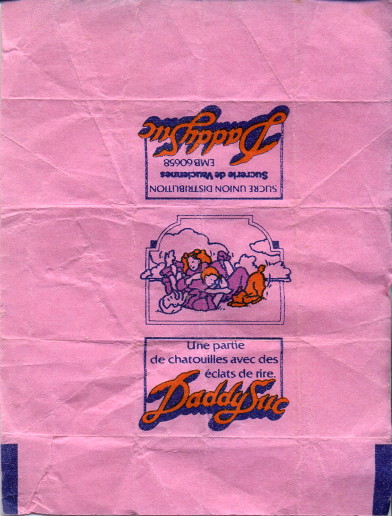 DaddySuc
EMB 60658
Sucrerie de Vauciennes
SUCRE UNION DISTRIBUTION
Une partie
de chatouilles avec des
éclats de rire.
DaddySuc